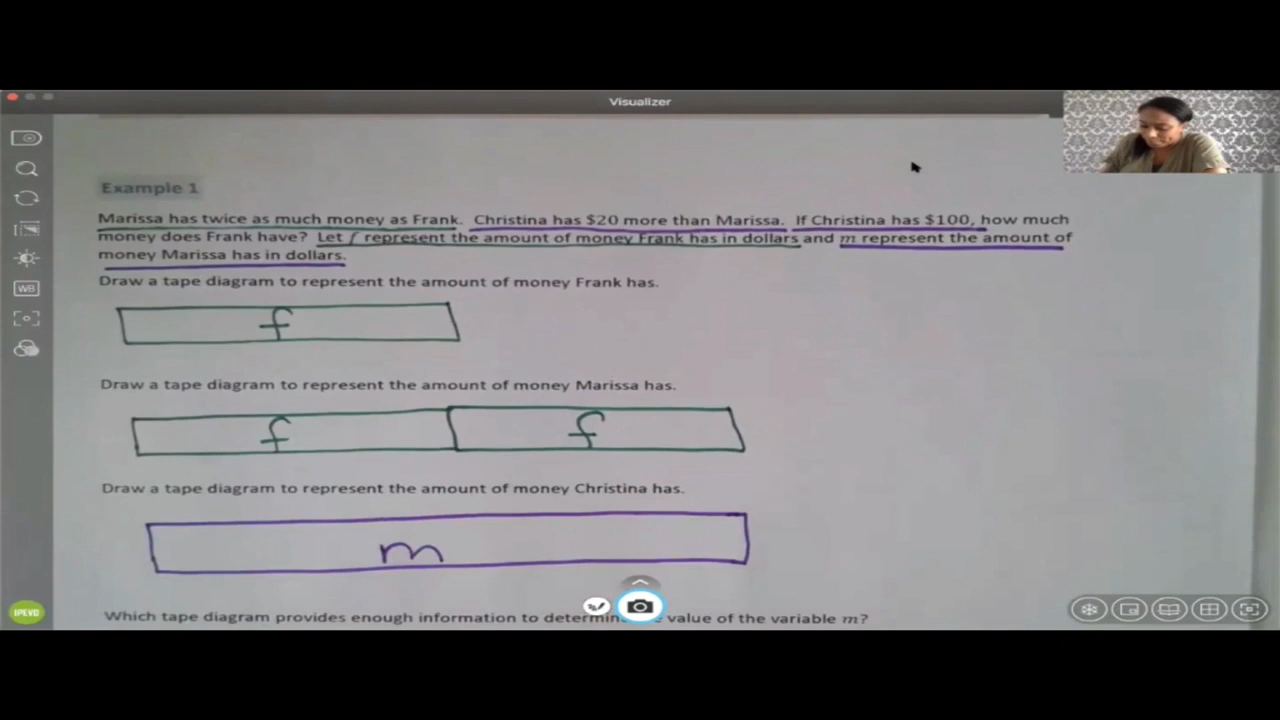 Visualizer
Example 1
Marissa has twice as much money as Frank. Christina has $20 more than Marissa. If Christina has $100, how much
money does Frank have? Let f represent the amount of money Frank has in dollars and m represent the amount of
money Marissa has in dollars.
Draw a tape diagram to represent the amount of money Frank has.
f
Draw a tape diagram to represent the amount of money Marissa has.
f f
Draw a tape diagram to represent the amount of money Christina has.
m
WB
IPEVO
Which tape diagram provides enough information to value of the variable m?